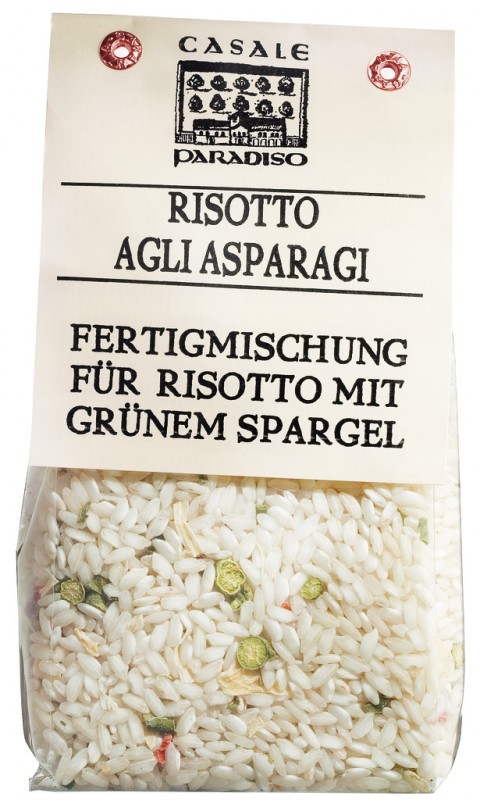 CASALE
PARADISO
RISOTTO
AGLI ASPARAGI
FERTIGMISCHUNG
FÜR RISOTTO MIT
GRÜNEM SPARGEL